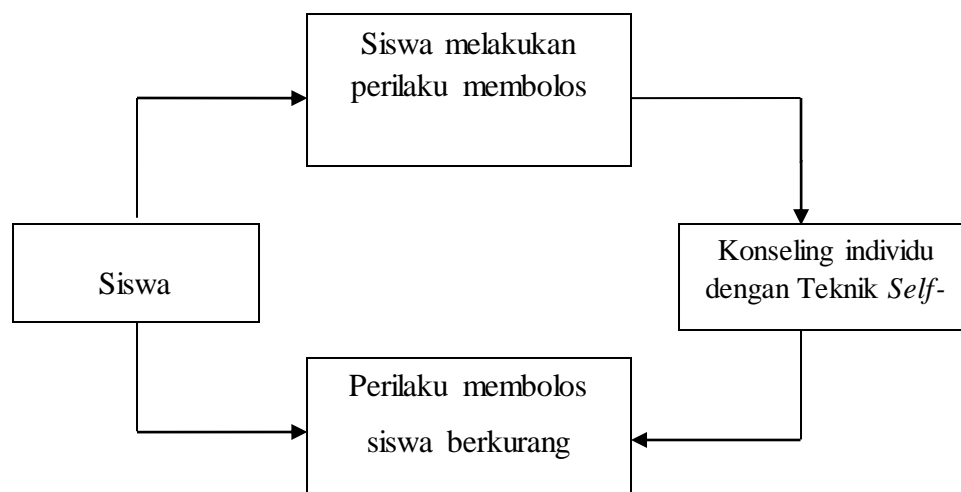 Siswa melakukan
perilaku membolos
Siswa
Konseling individu
dengan Teknik Self-
Perilaku membolos
siswa berkurang